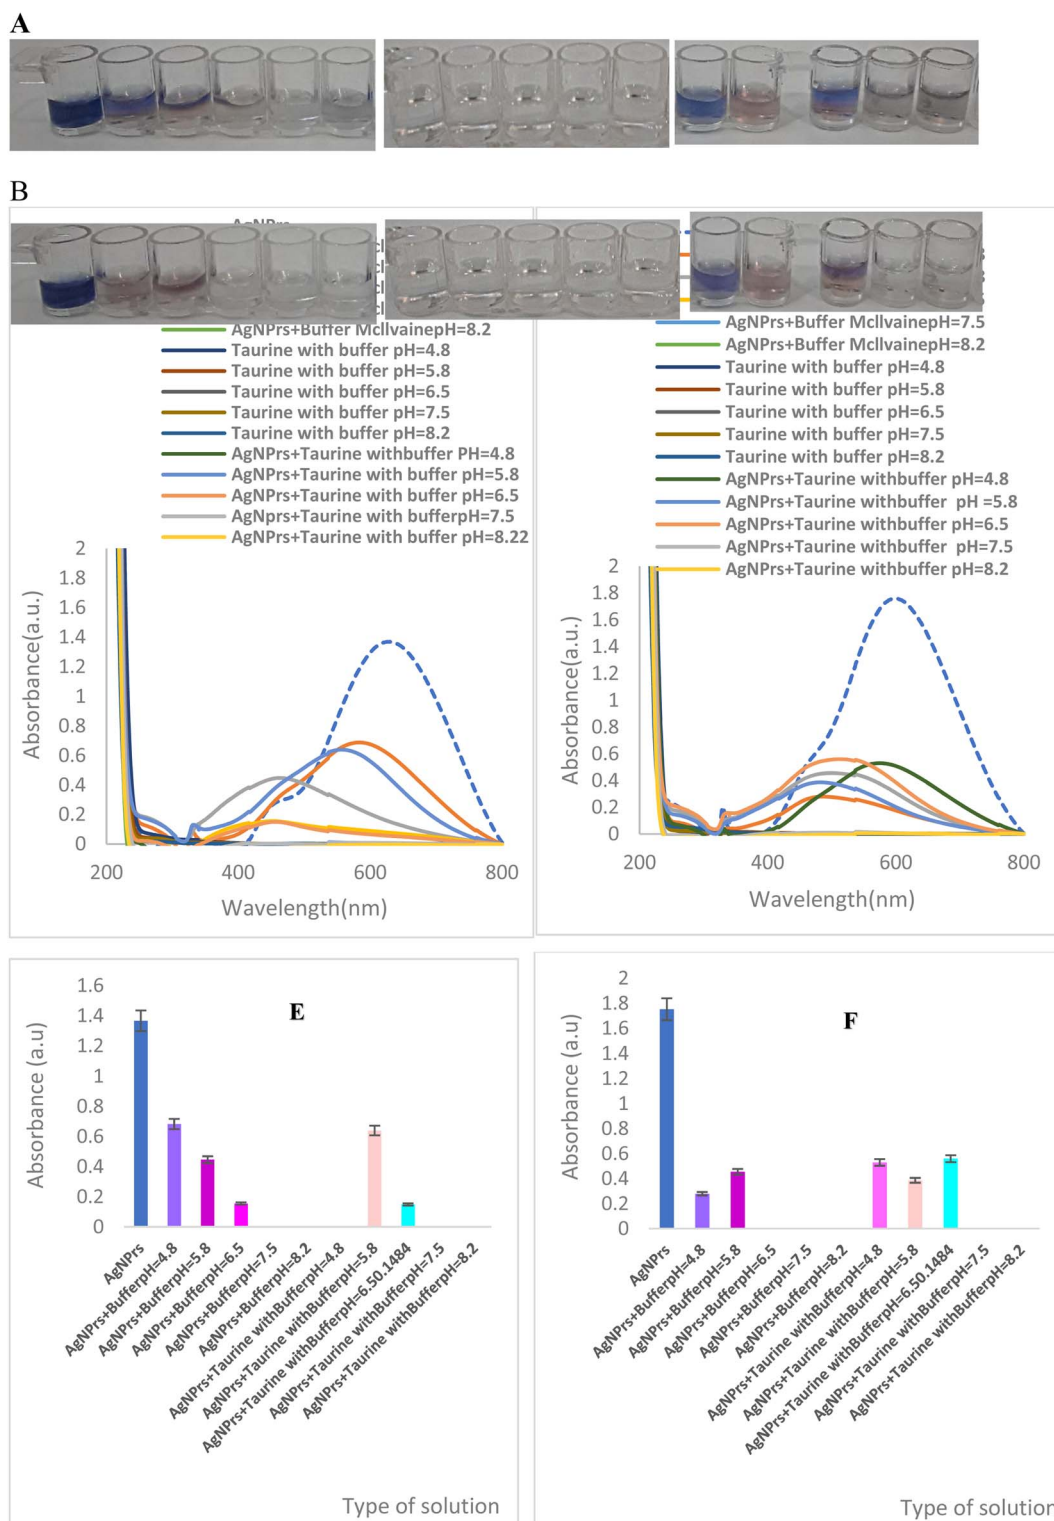 A
B
AgNPrs
AgNPrs+Buffer McllvainepH=8.2
Taurine with buffer pH=4.8
Taurine with buffer pH=5.8
Taurine with buffer pH=6.5
Taurine with buffer pH=7.5
Taurine with buffer pH=8.2
AgNPrs+Taurine withbuffer PH=4.8
AgNPrs+Taurine with buffer pH=5.8
AgNPrs+Taurine with buffer pH=6.5
AgNprs+Taurine with bufferpH=7.5
AgNPrs+Taurine with buffer pH=8.22
2
1.8
1.6
1.4
1.2
1
0.8
0.6
0.4
0.2
0
Absorbance(a.u.)
200
400
600
800
Wavelength(nm)
AgNPrs+Buffer McllvainepH=7.5
AgNPrs+Buffer McllvainepH=8.2
Taurine with buffer pH=4.8
Taurine with buffer pH=5.8
Taurine with buffer pH=6.5
Taurine with buffer pH=7.5
Taurine with buffer pH=8.2
AgNPrs+Taurine withbuffer pH=4.8
AgNPrs+Taurine withbuffer pH =5.8
AgNPrs+Taurine withbuffer pH=6.5
AgNPrs+Taurine withbuffer pH=7.5
AgNPrs+Taurine withbuffer pH=8.2
2
1.8
1.6
1.4
1.2
1
0.8
0.6
0.4
0.2
0
Absorbance(a.u.)
200
400
600
800
Wavelength(nm)
E
1.6
1.4
1.2
1
0.8
0.6
0.4
0.2
0
Absorbance (a.u)
AgNPrs
AgNPrs+BufferpH=4.8
AgNPrs+BufferpH=5.8
AgNPrs+BufferpH=6.5
AgNPrs+BufferpH=7.5
AgNPrs+BufferpH=8.2
AgNPrs+Taurine withBufferpH=4.8
AgNPrs+Taurine withBufferpH=5.8
AgNPrs+Taurine withBufferpH=6.50.1484
AgNPrs+Taurine withBufferpH=7.5
AgNPrs+Taurine withBufferpH=8.2
Type of solution
F
2
1.8
1.6
1.4
1.2
1
0.8
0.6
0.4
0.2
0
Absorbance (a.u)
AgNPrs
AgNPrs+BufferpH=4.8
AgNPrs+BufferpH=5.8
AgNPrs+BufferpH=6.5
AgNPrs+BufferpH=7.5
AgNPrs+BufferpH=8.2
AgNPrs+Taurine withBufferpH=4.8
AgNPrs+Taurine withBufferpH=5.8
AgNPrs+Taurine withBufferpH=6.50.1484
AgNPrs+Taurine withBufferpH=7.5
AgNPrs+Taurine withBufferpH=8.2
Type of solution